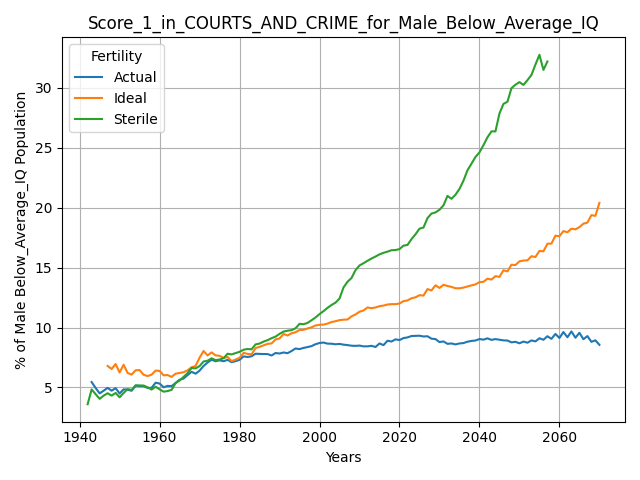 Score_1_in_COURTS_AND_CRIME_for_Male_Below_Average_IQ
Fertility
Actual
Ideal
Sterile
% of Male Below_Average_IQ Population
30
25
20
15
10
5
1940 1960 1980 2000 2020 2040 2060
Years